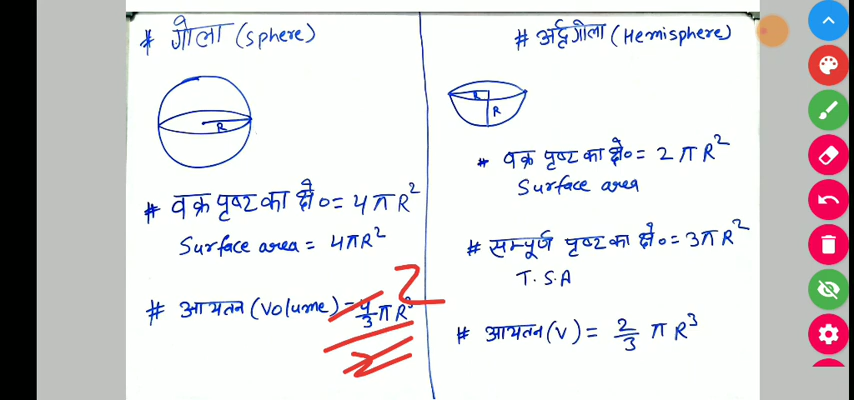 # गोला (Sphere)
R
# वक्र पृष्ट का क्षे० = 4πR²
Surface area = 4πR²
# आयतन (Volume) = 4/3 πR³
2
# अर्द्धगोला (Hemisphere)
R
R
* वक्र पृष्ट का क्षे० = 2πR²
Surface area
# सम्पूर्ण पृष्ट का क्षे० = 3πR²
T.S.A
# आयतन (V) = 2/3 πR³